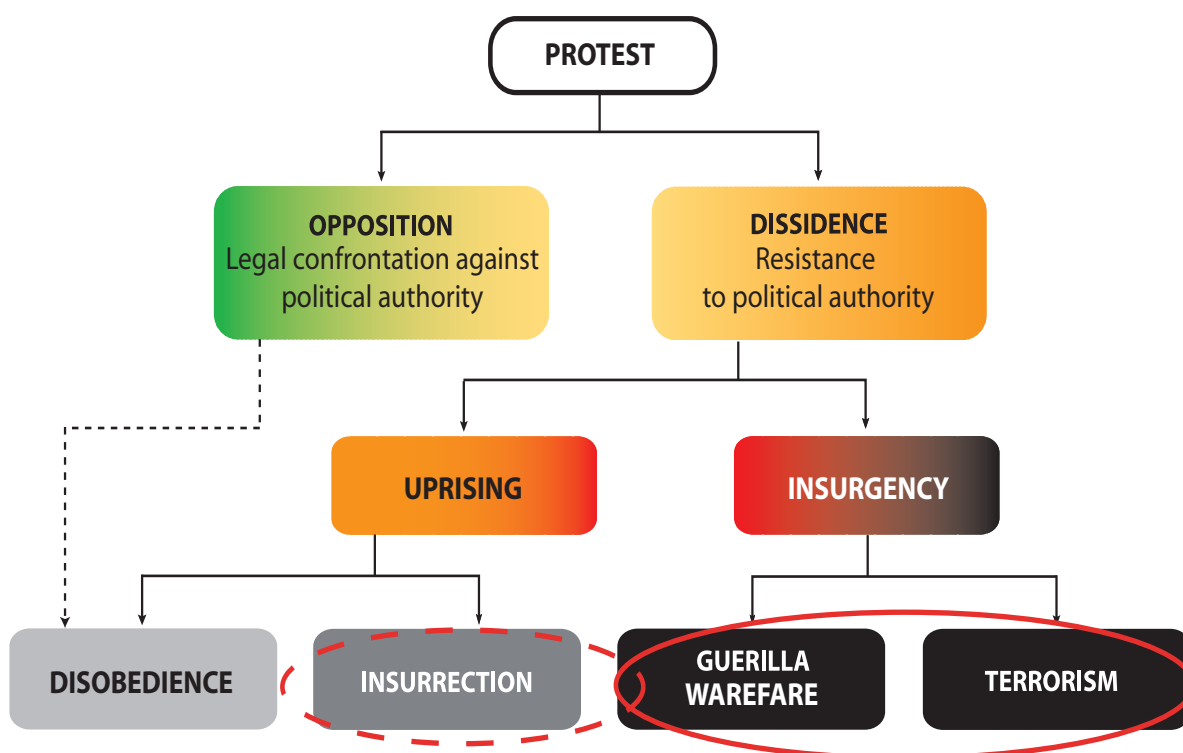 PROTEST
OPPOSITION
Legal confrontation against
political authority
DISSIDENCE
Resistance
to political authority
UPRISING
INSURGENCY
DISOBEDIENCE
INSURRECTION
GUERILLA
WAREFARE
TERRORISM